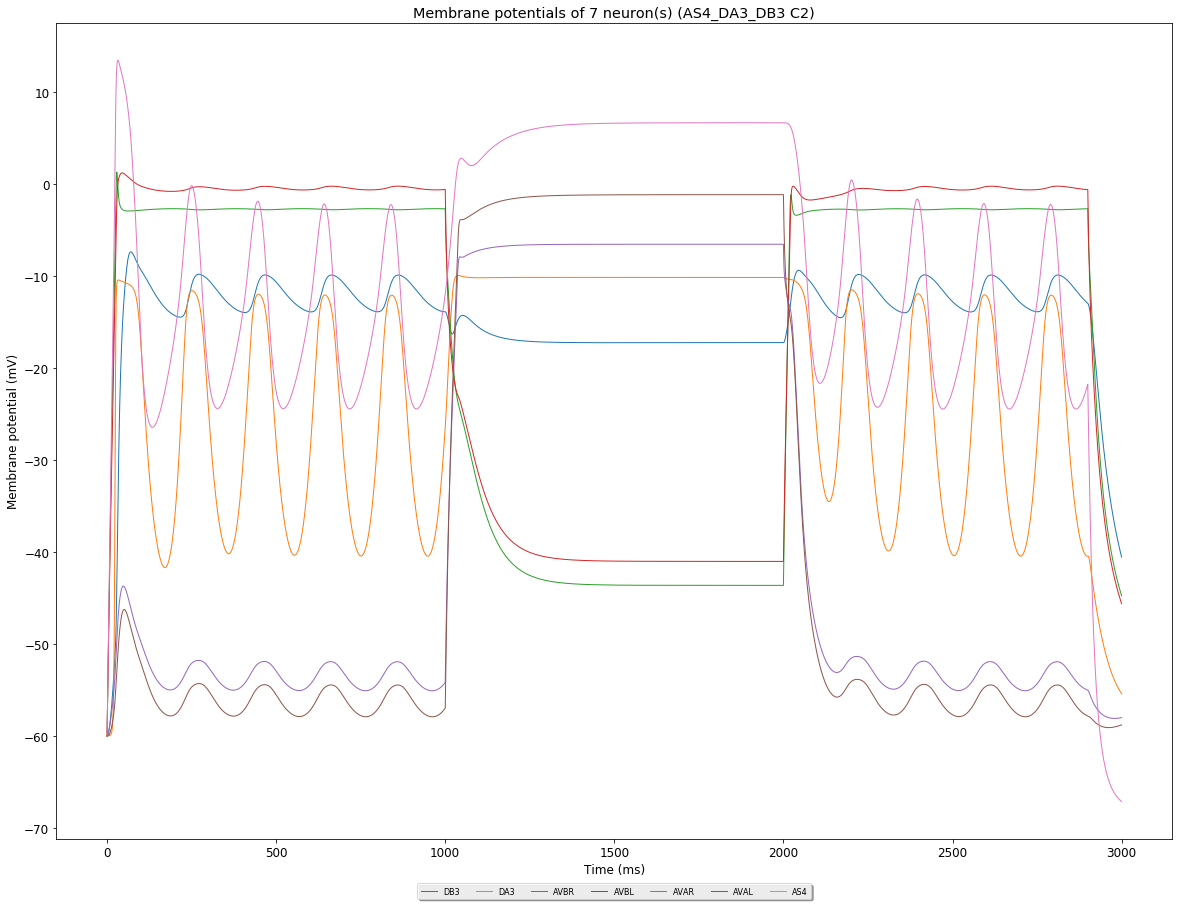 Membrane potentials of 7 neuron(s) (AS4_DA3_DB3 C2)
Membrane potential (mV)
10
0
−10
−20
−30
−40
−50
−60
−70
0 500 1000 1500 2000 2500 3000
Time (ms)
DB3 DA3 AVBR AVBL AVAR AVAL AS4